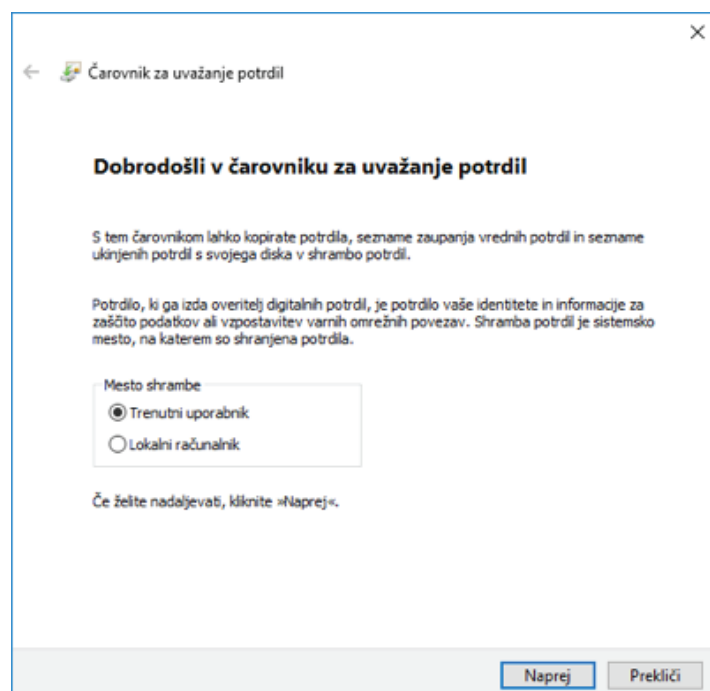 Čarovnik za uvažanje potrdil
Dobrodošli v čarovniku za uvažanje potrdil
S tem čarovnikom lahko kopirate potrdila, sezname zaupanja vrednih potrdil in sezname
ukinjenih potrdil s svojega diska v shrambo potrdil.
Potrdilo, ki ga izda overitelj digitalnih potrdil, je potrdilo vaše identitete in informacije za
zaščito podatkov ali vzpostavitev varnih omrežnih povezav. Shramba potrdil je sistemsko
mesto, na katerem so shranjena potrdila.
Mesto shrambe
Trenutni uporabnik
Lokalni računalnik
Če želite nadaljevati, kliknite »Naprej«.
Naprej Prekliči